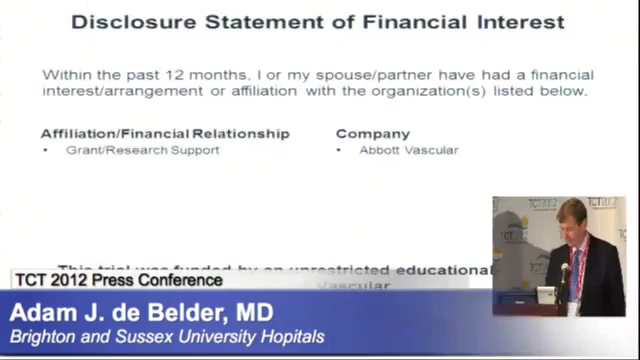 Disclosure Statement of Financial Interest
Within the past 12 months, I or my spouse/partner have had a financial
interest/arrangement or affiliation with the organization(s) listed below.
Affiliation/Financial Relationship
• Grant/Research Support
Company
• Abbott Vascular
TCT2012
This trial was funded by an unrestricted educational
Vascular
TCT 2012 Press Conference
Adam J. de Belder, MD
Brighton and Sussex University Hopitals